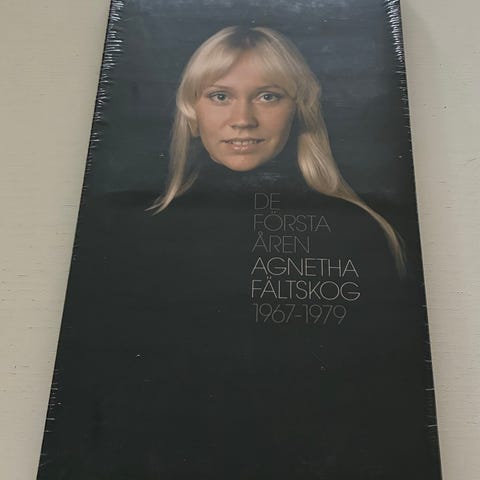 DE
FÖRSTA
ÅREN
AGNETHA
FÄLTSKOG
1967-1979